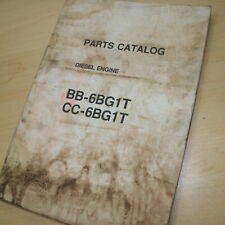 PARTS CATALOG
DIESEL ENGINE
BB-6BG1T
CC-6BG1T